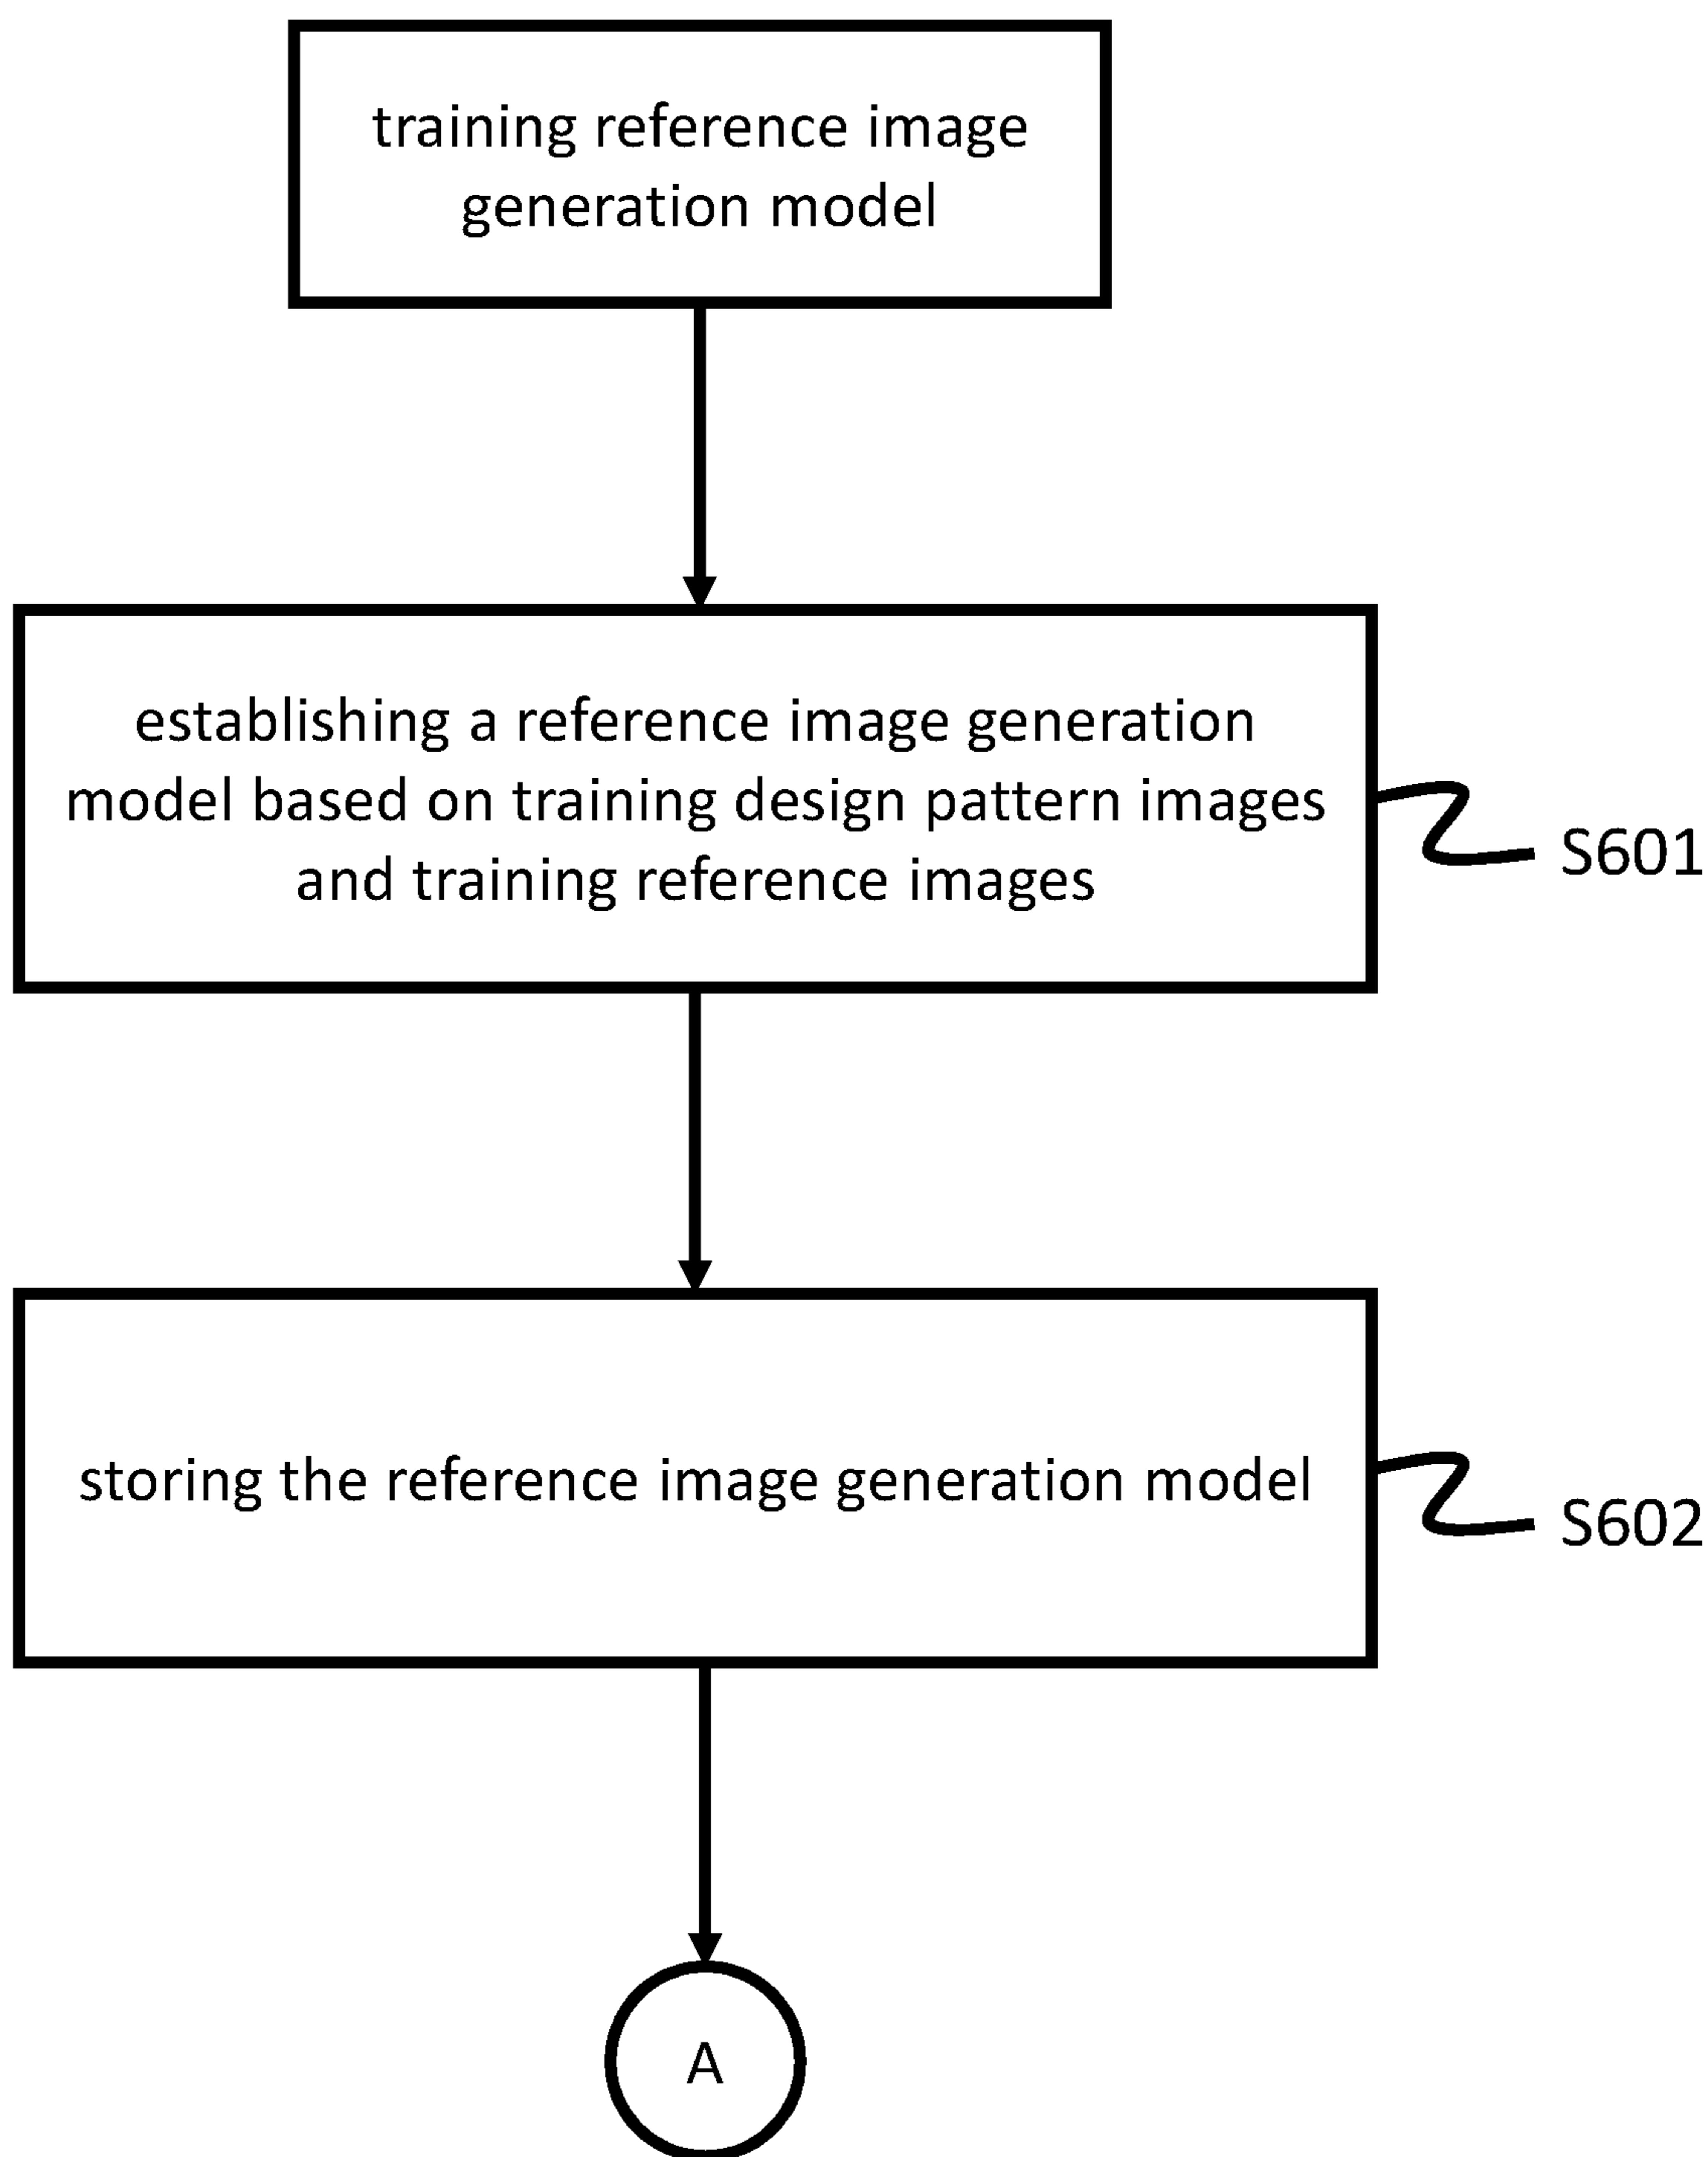 training reference image
generation model
establishing a reference image generation
model based on training design pattern images
and training reference images
S601
storing the reference image generation model
S602
A